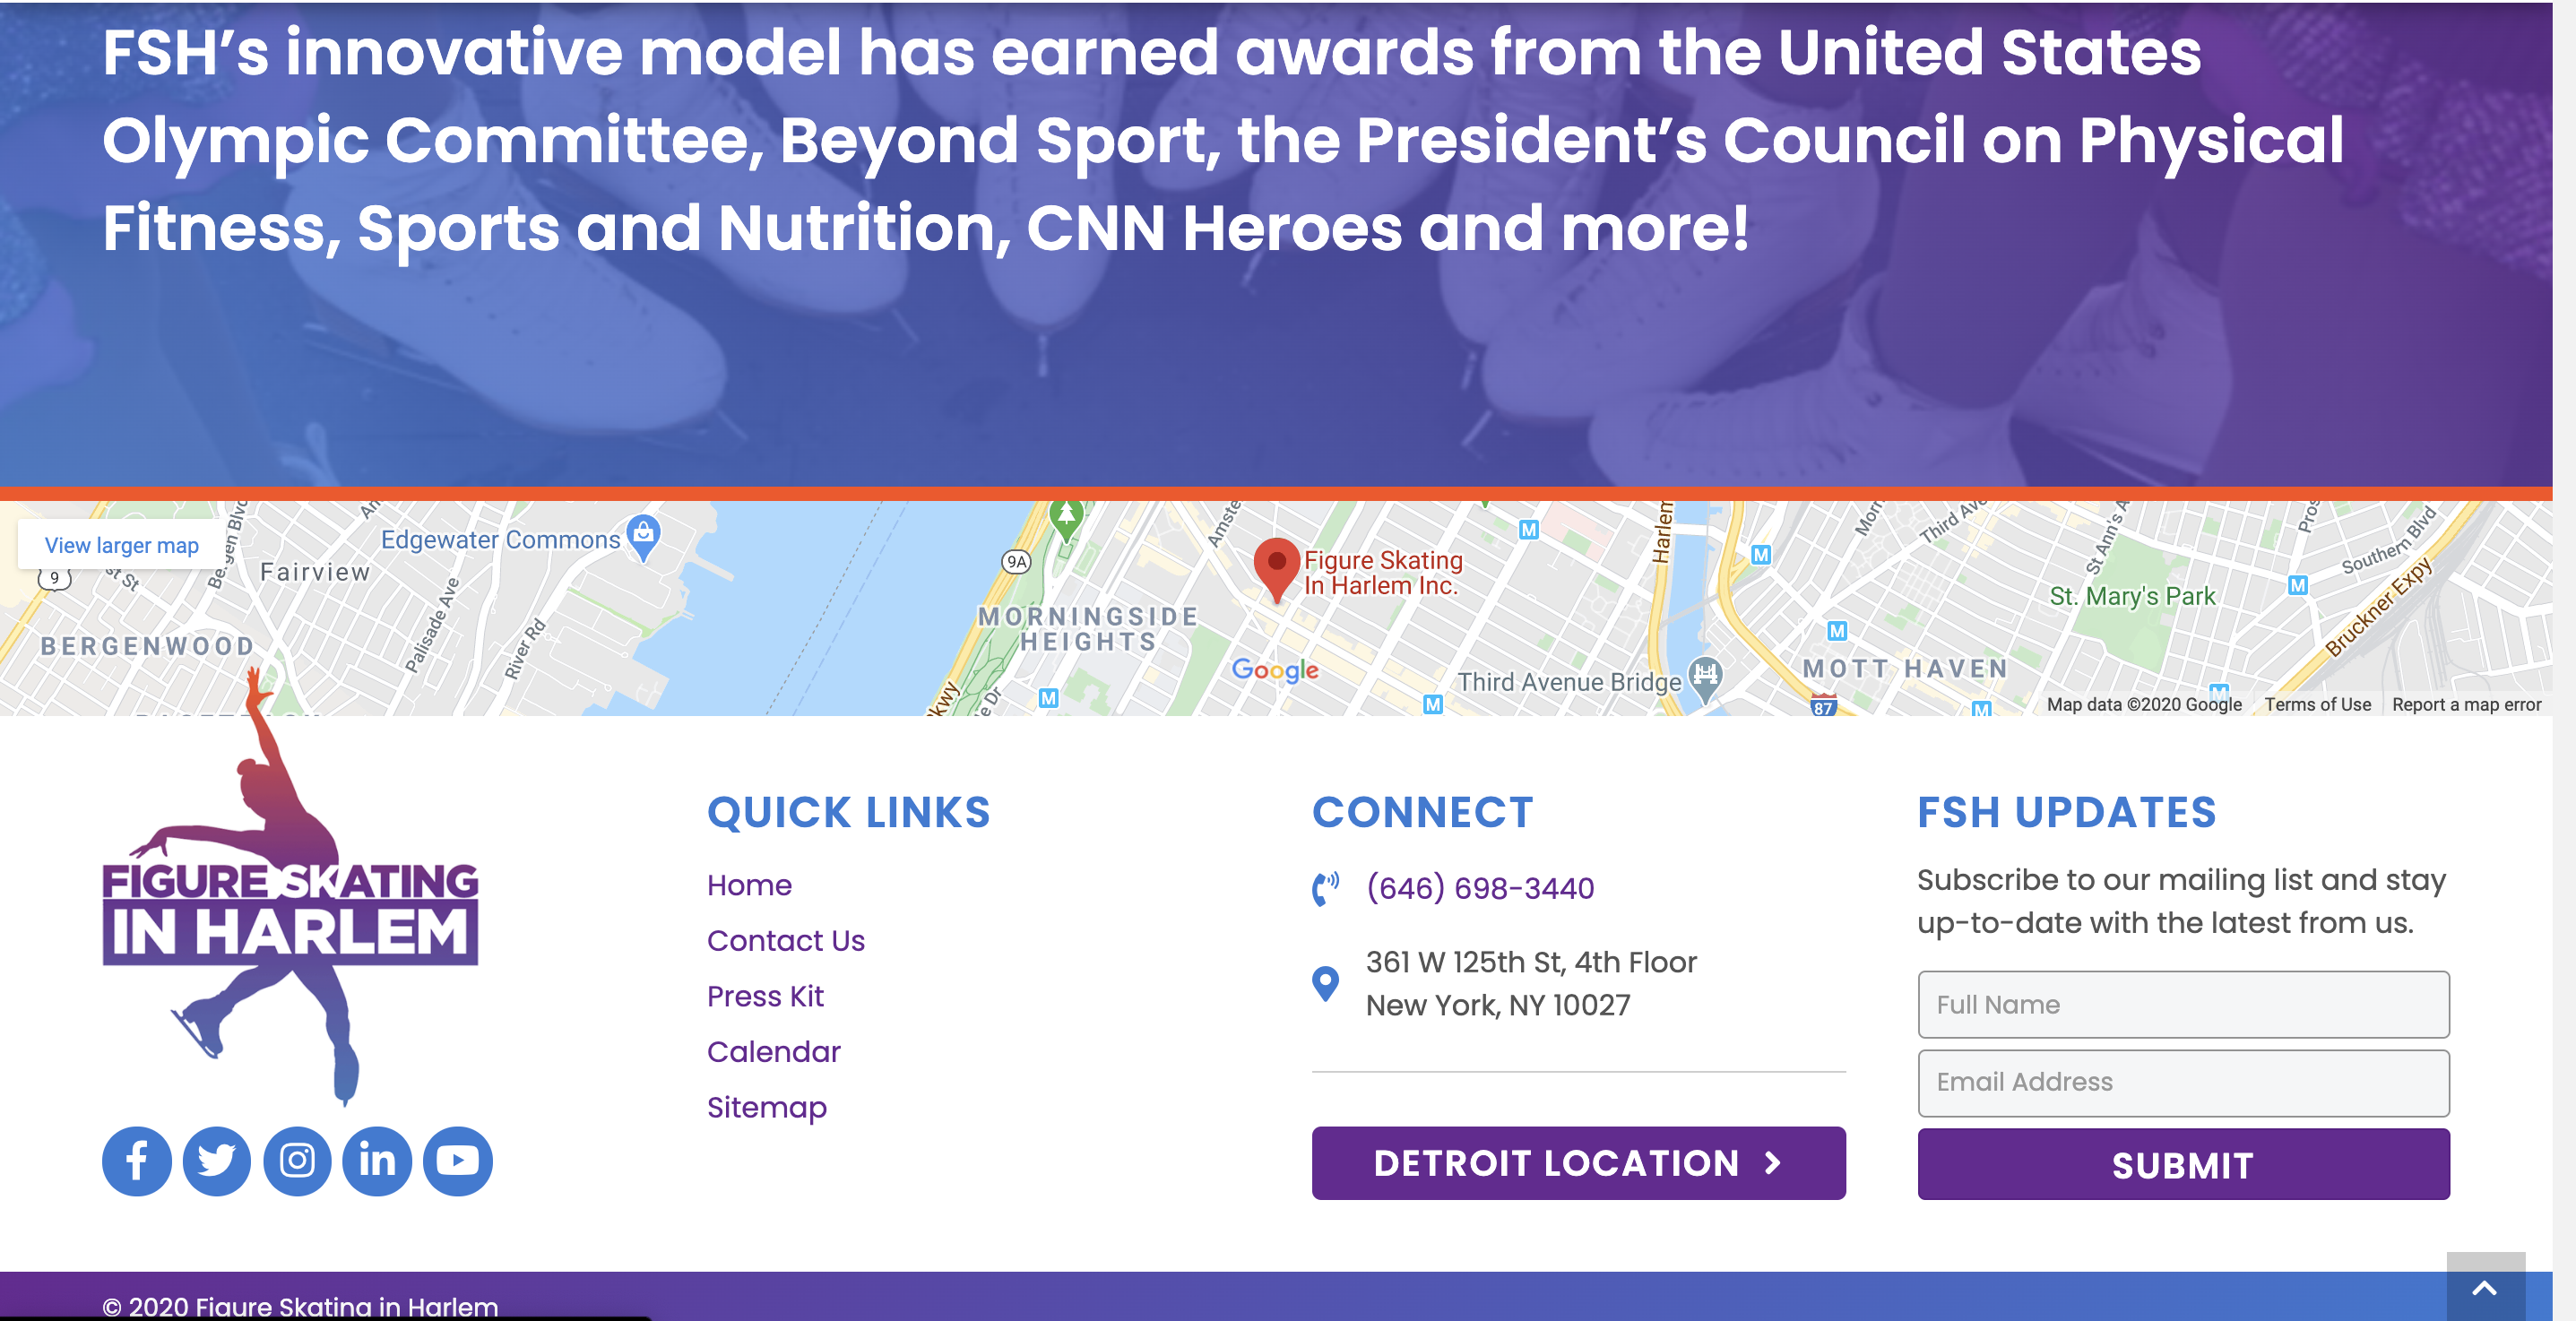 FSH’s innovative model has earned awards from the United States
Olympic Committee, Beyond Sport, the President’s Council on Physical
Fitness, Sports and Nutrition, CNN Heroes and more!
View larger map
9
Fairview
BERGENWOOD
Palisade Ave
River Rd
Edgewater Commons
9A
MORNINGSIDE
HEIGHTS
Figure Skating
In Harlem Inc.
Google
Harlem
Third Avenue Bridge
Third Ave
MOTT HAVEN
87
St. Mary's Park
Southern Blvd
Bruckner Expy
M
M
M
M
M
M
M
M
Map data ©2020 Google
Terms of Use
Report a map error
FIGURE SKATING
IN HARLEM
QUICK LINKS
Home
Contact Us
Press Kit
Calendar
Sitemap
CONNECT
(646) 698-3440
361 W 125th St, 4th Floor
New York, NY 10027
DETROIT LOCATION
FSH UPDATES
Subscribe to our mailing list and stay
up-to-date with the latest from us.
Full Name
Email Address
SUBMIT
© 2020 Figure Skating in Harlem